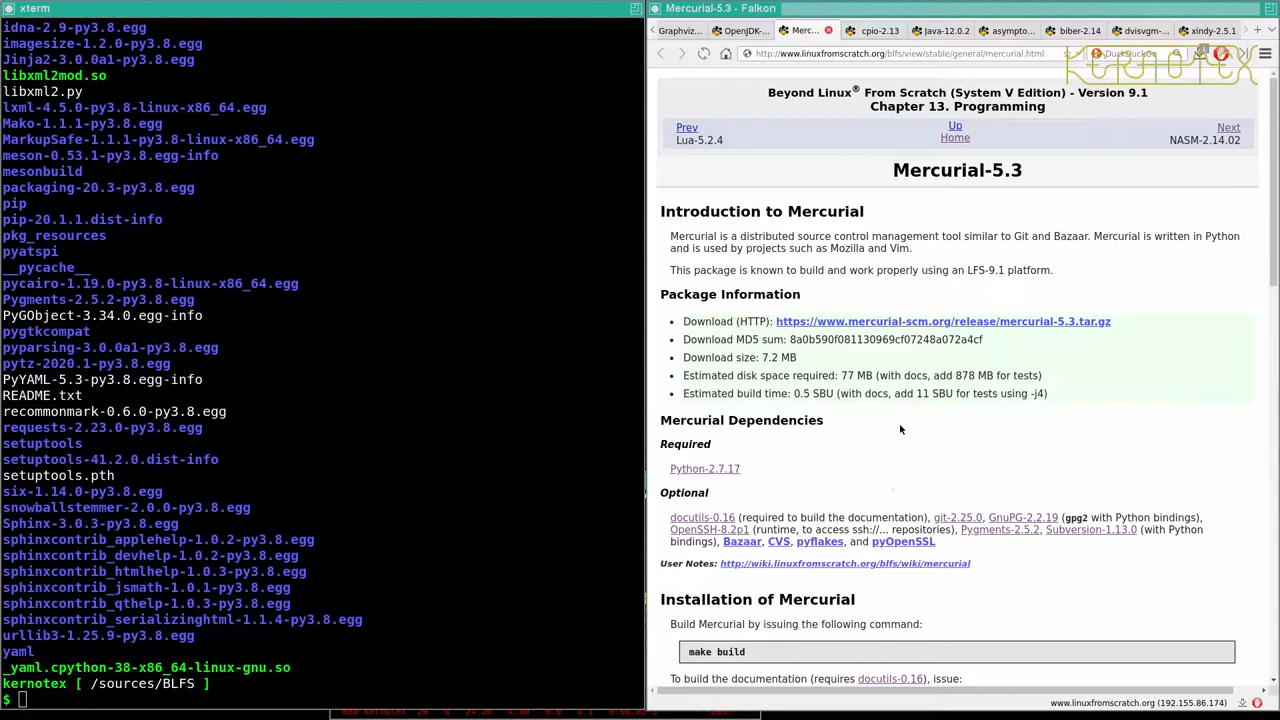 xterm
idna-2.9-py3.8.egg
imagesize-1.2.0-py3.8.egg
Jinja2-3.0.0a1-py3.8.egg
libxml2mod.so
libxml2.py
lxml-4.5.0-py3.8-linux-x86_64.egg
Mako-1.1.1-py3.8.egg
MarkupSafe-1.1.1-py3.8-linux-x86_64.egg
meson-0.53.1-py3.8.egg-info
mesonbuild
packaging-20.3-py3.8.egg
pip
pip-20.1.1.dist-info
pkg_resources
pyatspi
__pycache__
pycairo-1.19.0-py3.8-linux-x86_64.egg
Pygments-2.5.2-py3.8.egg
PyGObject-3.34.0.egg-info
pygtkcompat
pyparsing-3.0.0a1-py3.8.egg
pytz-2020.1-py3.8.egg
PyYAML-5.3-py3.8.egg-info
README.txt
recommonmark-0.6.0-py3.8.egg
requests-2.23.0-py3.8.egg
setuptools
setuptools-41.2.0.dist-info
setuptools.pth
six-1.14.0-py3.8.egg
snowballstemmer-2.0.0-py3.8.egg
Sphinx-3.0.3-py3.8.egg
sphinxcontrib_applehelp-1.0.2-py3.8.egg
sphinxcontrib_devhelp-1.0.2-py3.8.egg
sphinxcontrib_htmlhelp-1.0.3-py3.8.egg
sphinxcontrib_jsmath-1.0.1-py3.8.egg
sphinxcontrib_qthelp-1.0.3-py3.8.egg
sphinxcontrib_serializinghtml-1.1.4-py3.8.egg
urllib3-1.25.9-py3.8.egg
yaml
_yaml.cpython-38-x86_64-linux-gnu.so
kernotex [ /sources/BLFS ]
$
Mercurial-5.3 - Falkon
Graphviz... OpenJDK-... Merc... cpio-2.13 Java-12.0.2 asympto... biber-2.14 dvisvgm-... xindy-2.5.1
http://www.linuxfromscratch.org/blfs/view/stable/general/mercurial.html DuckDuckGo
KERNOTEX
Beyond Linux® From Scratch (System V Edition) - Version 9.1
Chapter 13. Programming
Prev Up Next
Lua-5.2.4 Home NASM-2.14.02
Mercurial-5.3
Introduction to Mercurial
Mercurial is a distributed source control management tool similar to Git and Bazaar. Mercurial is written in Python
and is used by projects such as Mozilla and Vim.
This package is known to build and work properly using an LFS-9.1 platform.
Package Information
• Download (HTTP): https://www.mercurial-scm.org/release/mercurial-5.3.tar.gz
• Download MD5 sum: 8a0b590f081130969cf07248a072a4cf
• Download size: 7.2 MB
• Estimated disk space required: 77 MB (with docs, add 878 MB for tests)
• Estimated build time: 0.5 SBU (with docs, add 11 SBU for tests using -j4)
Mercurial Dependencies
Required
Python-2.7.17
Optional
docutils-0.16 (required to build the documentation), git-2.25.0, GnuPG-2.2.19 (gpg2 with Python bindings),
OpenSSH-8.2p1 (runtime, to access ssh://... repositories), Pygments-2.5.2, Subversion-1.13.0 (with Python
bindings), Bazaar, CVS, pyflakes, and pyOpenSSL
User Notes: http://wiki.linuxfromscratch.org/blfs/wiki/mercurial
Installation of Mercurial
Build Mercurial by issuing the following command:
make build
To build the documentation (requires docutils-0.16), issue:
www.linuxfromscratch.org (192.155.86.174)